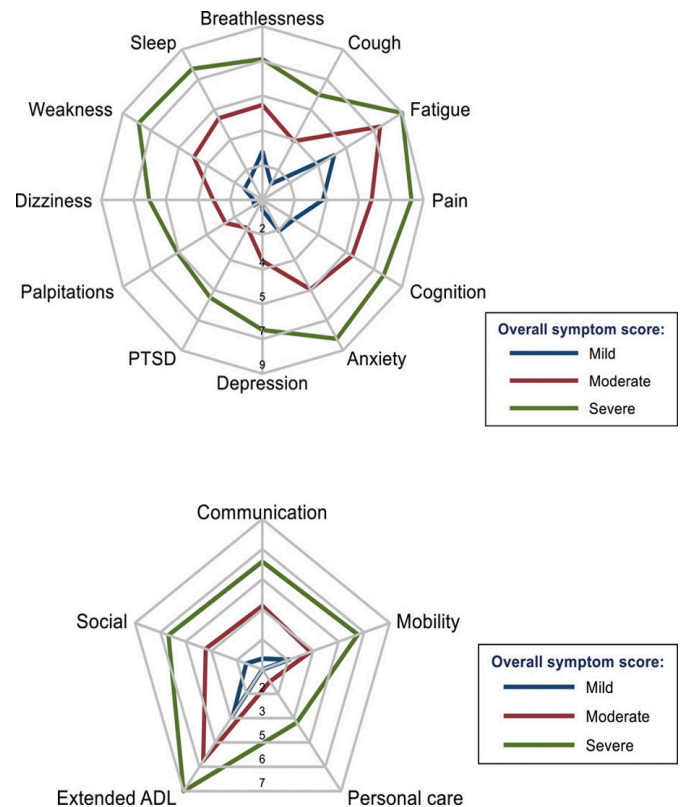 Breathlessness
Sleep
Cough
Weakness
Fatigue
Dizziness
Pain
2
Palpitations
Cognition
4
5
7
PTSD
Anxiety
9
Depression
Overall symptom score:
Mild
Moderate
Severe
Communication
Social
Mobility
2
3
5
6
7
Extended ADL
Personal care
Overall symptom score:
Mild
Moderate
Severe